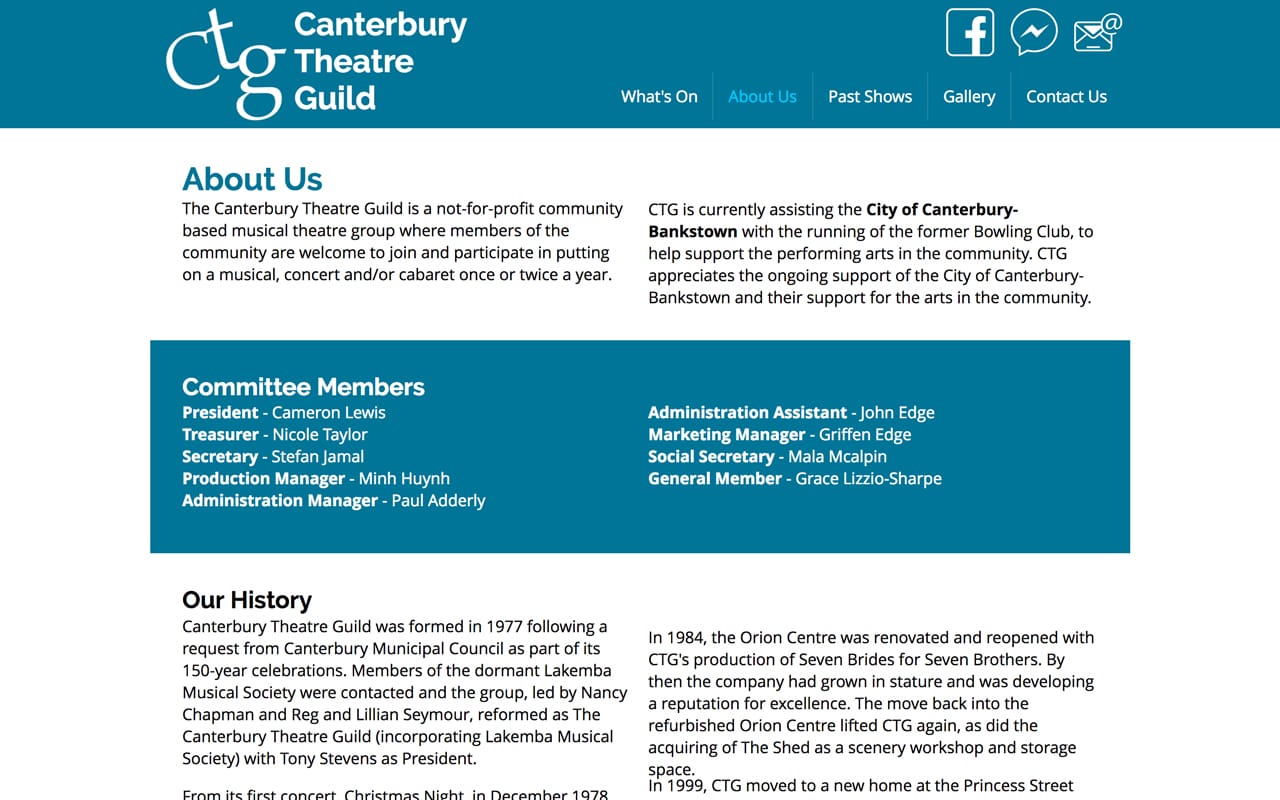 ctg
Canterbury
Theatre
Guild
What's On
About Us
Past Shows
Gallery
Contact Us
About Us
The Canterbury Theatre Guild is a not-for-profit community
based musical theatre group where members of the
community are welcome to join and participate in putting
on a musical, concert and/or cabaret once or twice a year.
CTG is currently assisting the City of Canterbury-
Bankstown with the running of the former Bowling Club, to
help support the performing arts in the community. CTG
appreciates the ongoing support of the City of Canterbury-
Bankstown and their support for the arts in the community.
Committee Members
President - Cameron Lewis
Treasurer - Nicole Taylor
Secretary - Stefan Jamal
Production Manager - Minh Huynh
Administration Manager - Paul Adderly
Administration Assistant - John Edge
Marketing Manager - Griffen Edge
Social Secretary - Mala Mcalpin
General Member - Grace Lizzio-Sharpe
Our History
Canterbury Theatre Guild was formed in 1977 following a
request from Canterbury Municipal Council as part of its
150-year celebrations. Members of the dormant Lakemba
Musical Society were contacted and the group, led by Nancy
Chapman and Reg and Lillian Seymour, reformed as The
Canterbury Theatre Guild (incorporating Lakemba Musical
Society) with Tony Stevens as President.
From its first concert, Christmas Night, in December 1978
In 1984, the Orion Centre was renovated and reopened with
CTG's production of Seven Brides for Seven Brothers. By
then the company had grown in stature and was developing
a reputation for excellence. The move back into the
refurbished Orion Centre lifted CTG again, as did the
acquiring of The Shed as a scenery workshop and storage
space.
In 1999, CTG moved to a new home at the Princess Street